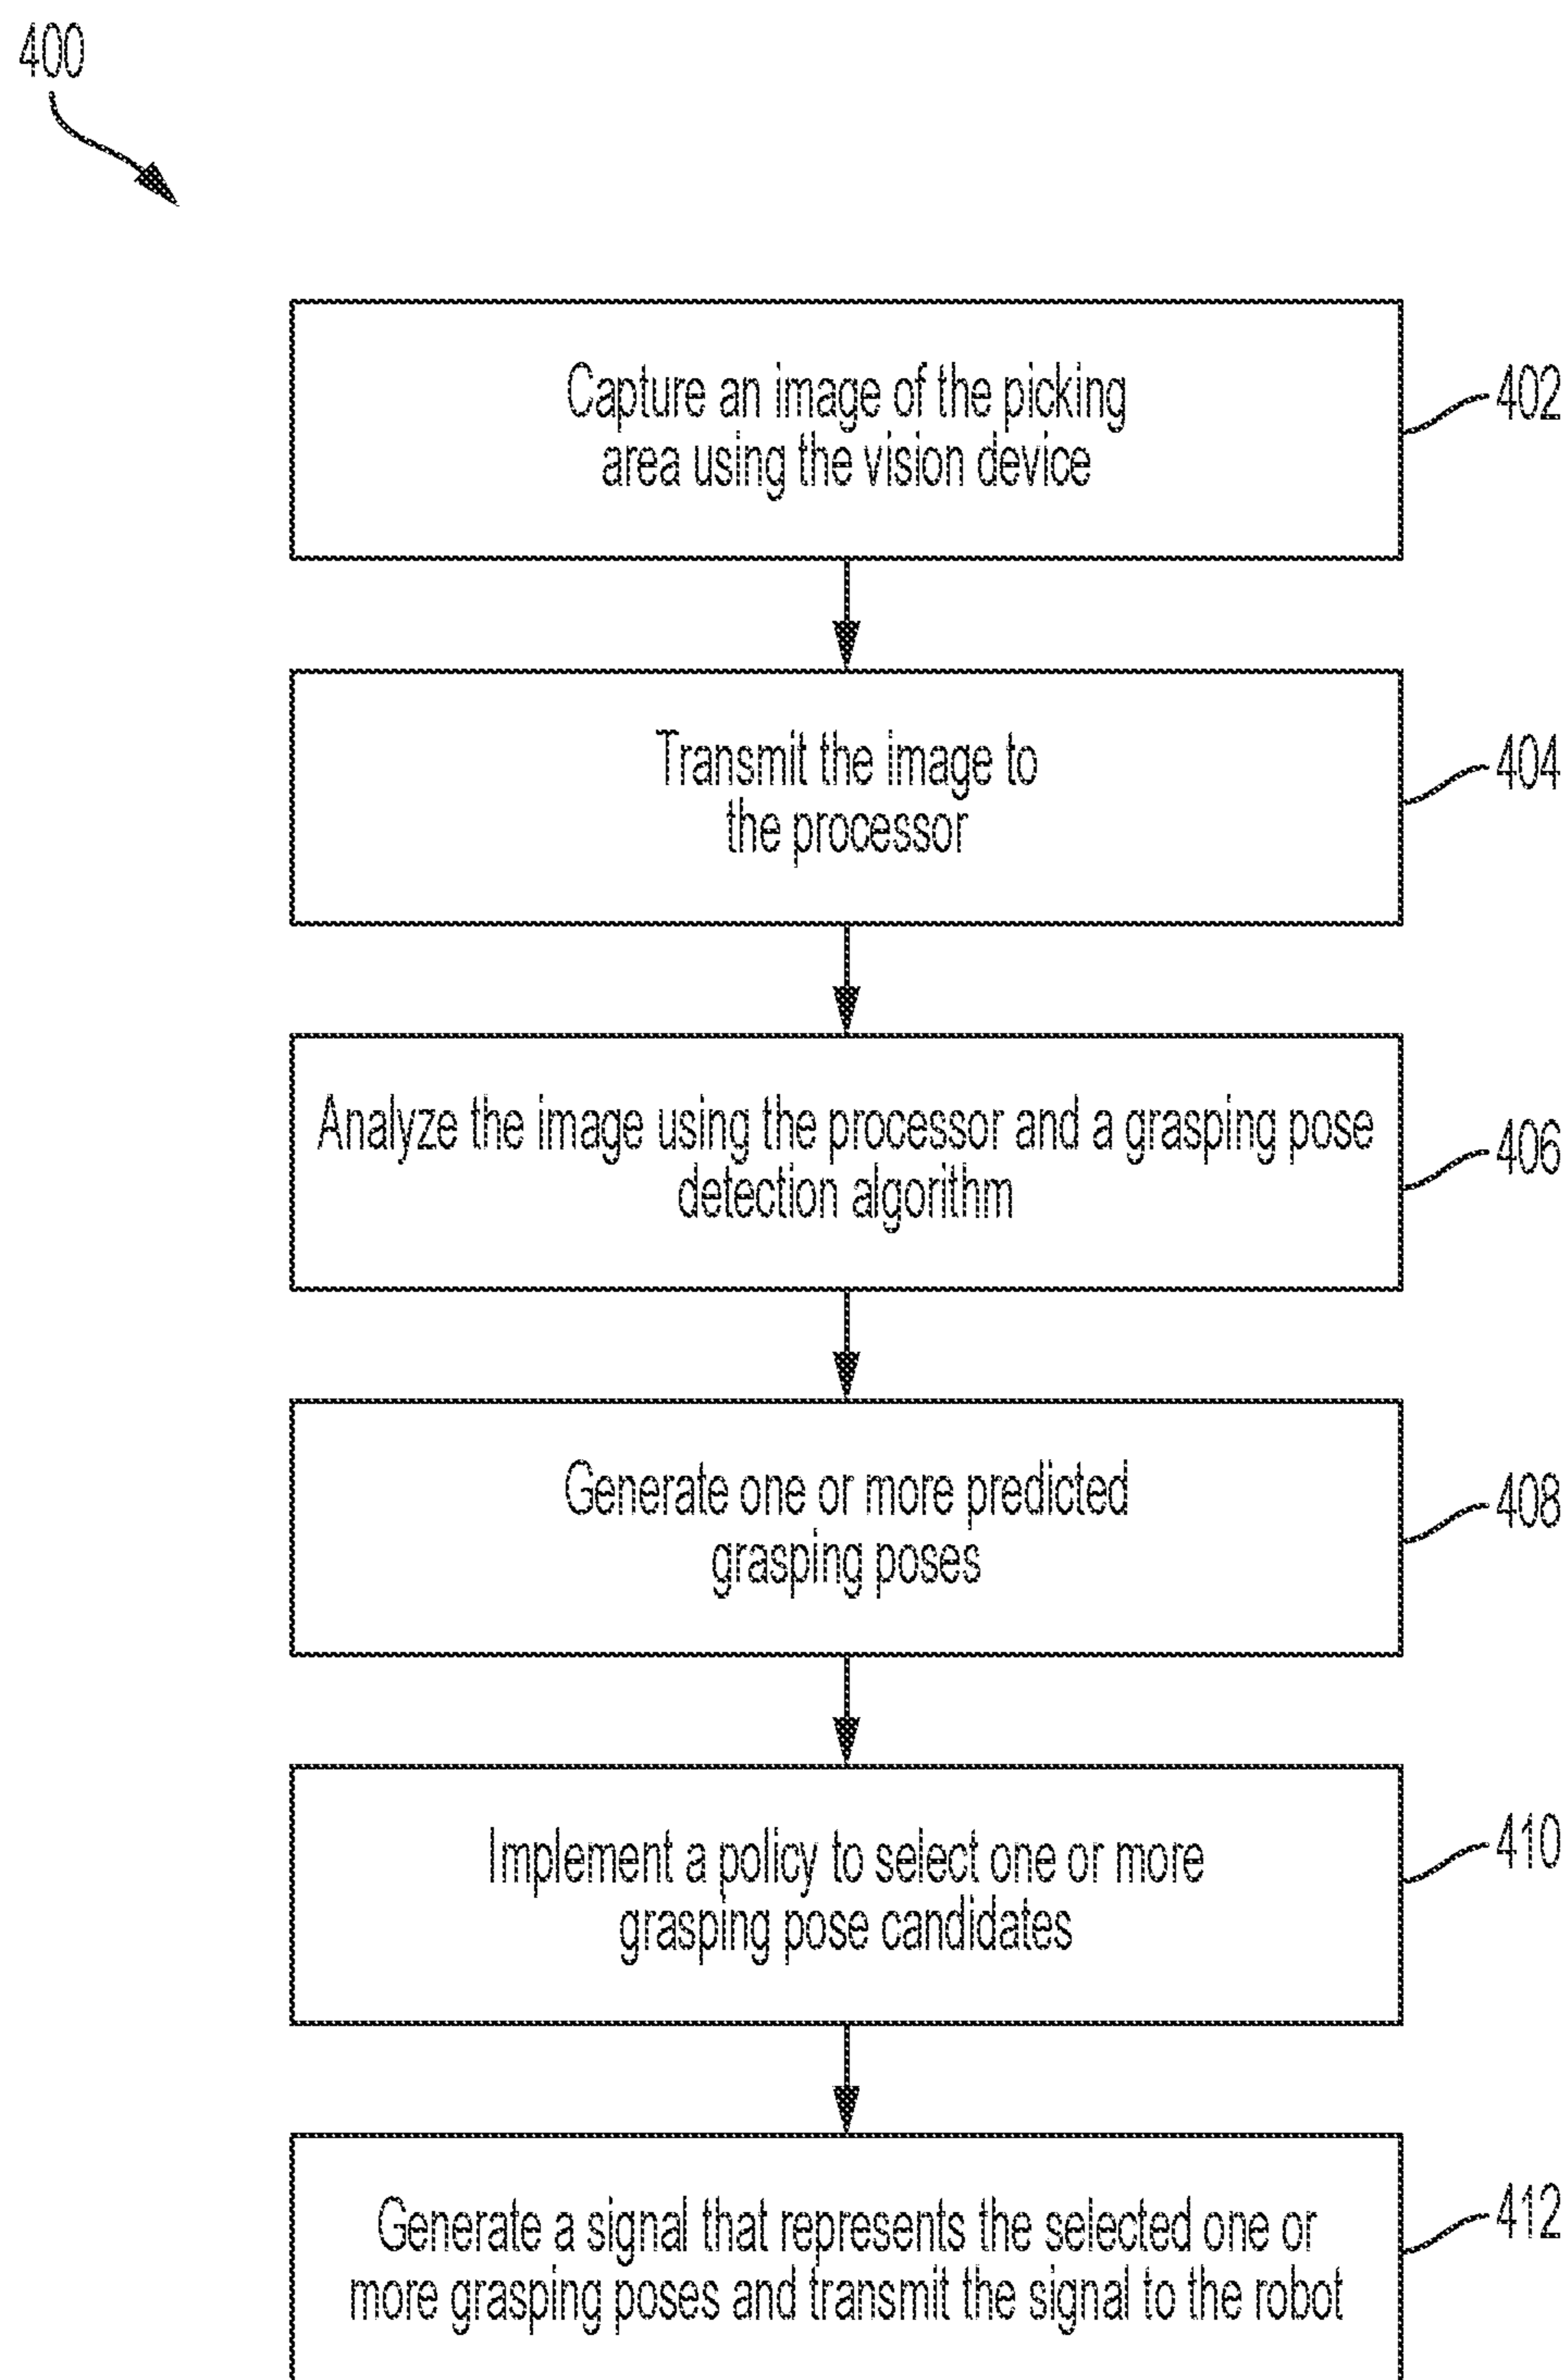 400
Capture an image of the picking
area using the vision device
402
Transmit the image to
the processor
404
Analyze the image using the processor and a grasping pose
detection algorithm
406
Generate one or more predicted
grasping poses
408
Implement a policy to select one or more
grasping pose candidates
410
Generate a signal that represents the selected one or
more grasping poses and transmit the signal to the robot
412